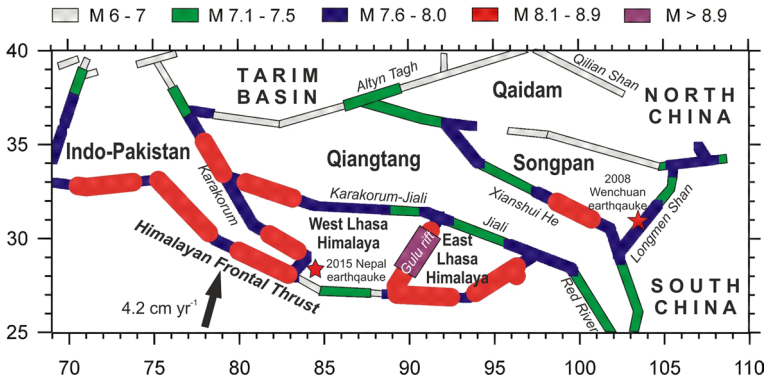 M 6 - 7 M 7.1 - 7.5 M 7.6 - 8.0 M 8.1 - 8.9 M > 8.9
40
35
30
25
TARIM
BASIN
Altyn Tagh
Qaidam
Qilian Shan
NORTH
CHINA
Indo-Pakistan
Qiangtang
Songpan
2008
Wenchuan
earthqauke
Karakorum
Karakorum-Jiali
Xianshui He
Jiali
Longmen Shan
West Lhasa
Himalaya
Gulu rift
East
Lhasa
Himalaya
2015 Nepal
earthqauke
Himalayan Frontal Thrust
4.2 cm yr-1
Red River
SOUTH
CHINA
70 75 80 85 90 95 100 105 110